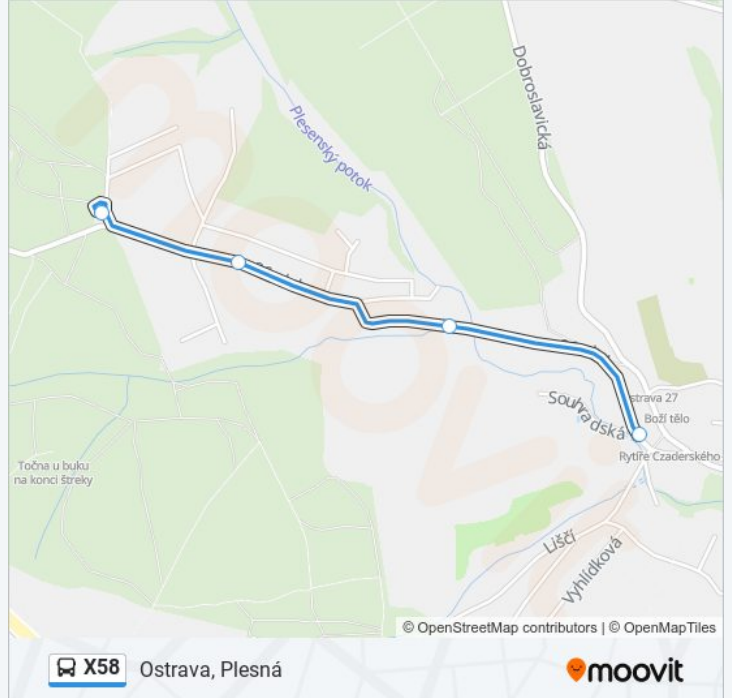 Dobroslavická
Plesenský potok
Souhradská
strava 27
Boží tělo
Rytíře Czaderského
Točna u buku
na konci štreky
Liščí
Vyhlídková
© OpenStreetMap contributors | © OpenMapTiles
X58 Ostrava, Plesná
moovit